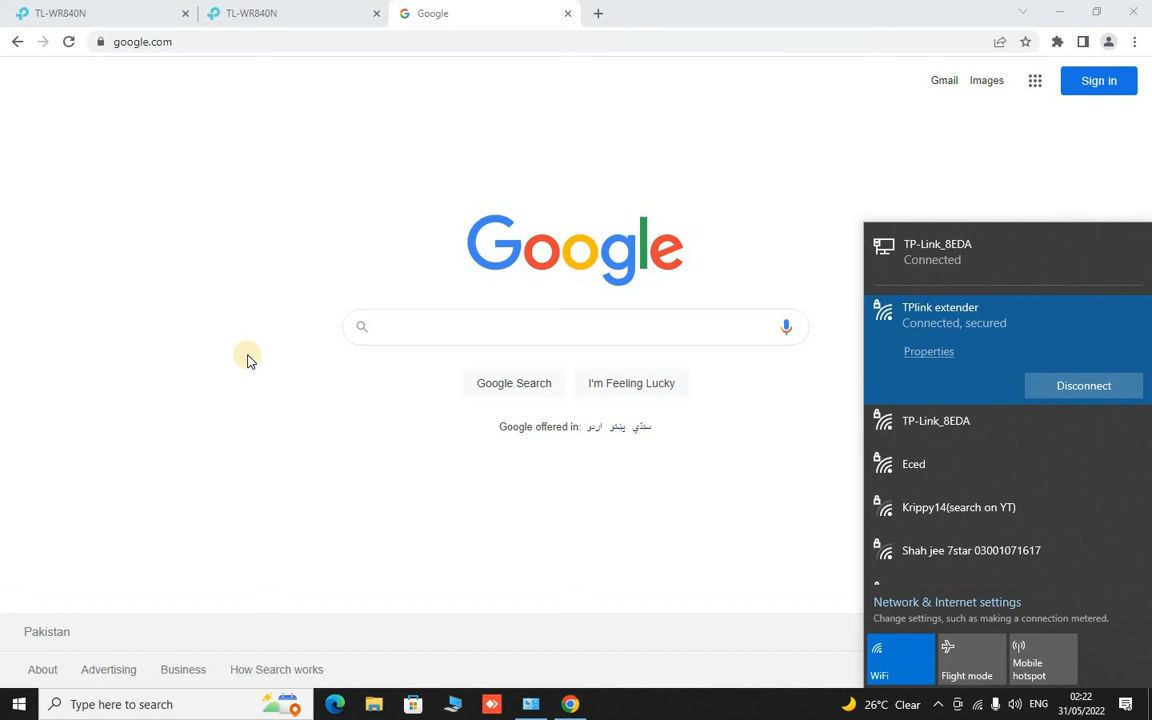 TL-WR840N
TL-WR840N
Google
google.com
Gmail
Images
Sign in
Google
Google Search
I'm Feeling Lucky
Google offered in: اردو پښتو سنڌي
TP-Link_8EDA
Connected
TPlink extender
Connected, secured
Properties
Disconnect
TP-Link_8EDA
Eced
Krippy14(search on YT)
Shah jee 7star 03001071617
Network & Internet settings
Change settings, such as making a connection metered.
WiFi
Flight mode
Mobile
hotspot
Pakistan
About
Advertising
Business
How Search works
Type here to search
26°C Clear
ENG
02:22
31/05/2022